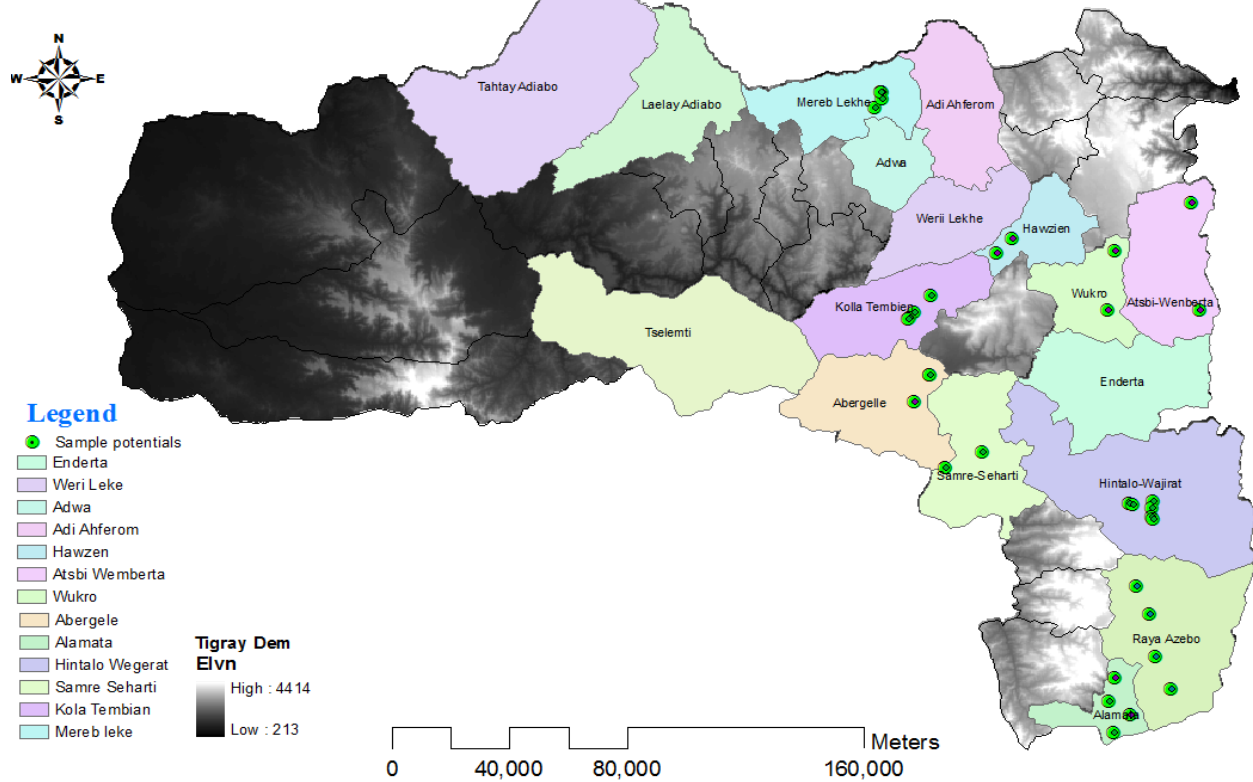 N
W E
S
Tahtay Adiabo
Laelay Adiabo
Mereb Lekhe
Adi Ahferom
Adwa
Werii Lekhe
Hawzien
Kolla Tembien
Wukro
Atsbi-Wenberta
Tselemti
Enderta
Abergelle
Samre-Seharti
Hintalo-Wajirat
Raya Azebo
Alamata
Legend
Sample potentials
Enderta
Weri Leke
Adwa
Adi Ahferom
Hawzen
Atsbi Wemberta
Wukro
Abergele
Alamata
Hintalo Wegerat
Samre Seharti
Kola Tembian
Mereb leke
Tigray Dem
Elvn
High : 4414
Low : 213
Meters
0 40,000 80,000 160,000